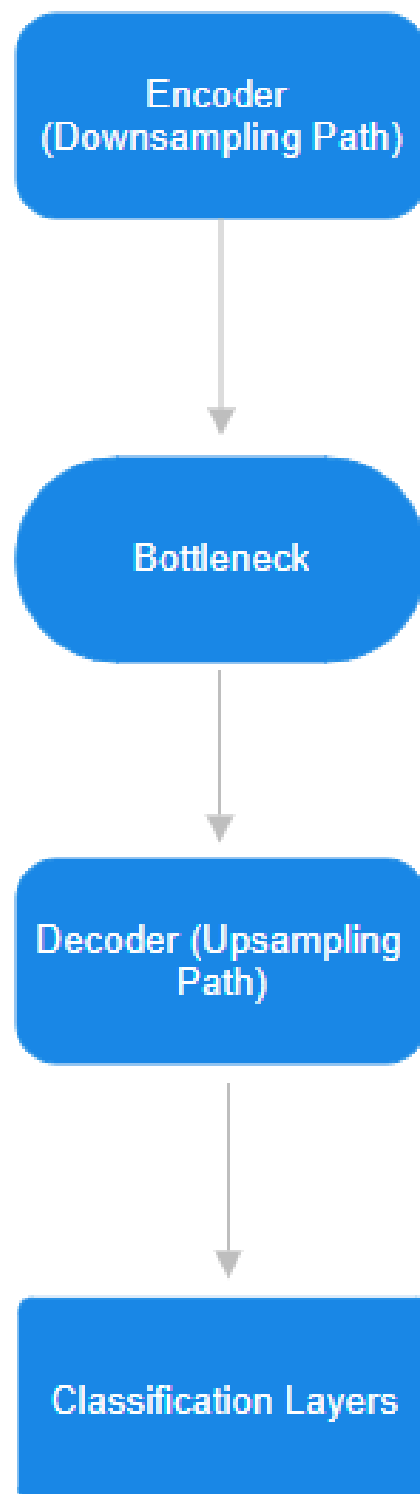 Encoder
(Downsampling Path)
Bottleneck
Decoder (Upsampling
Path)
Classification Layers